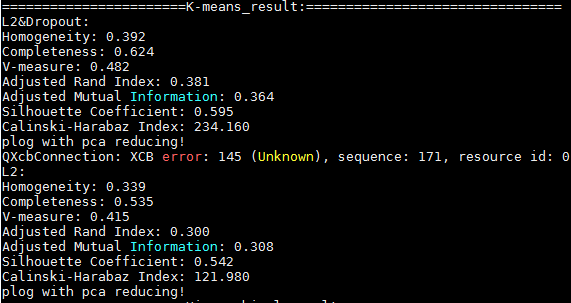 =======================K-means_result:================================
L2&Dropout:
Homogeneity: 0.392
Completeness: 0.624
V-measure: 0.482
Adjusted Rand Index: 0.381
Adjusted Mutual Information: 0.364
Silhouette Coefficient: 0.595
Calinski-Harabaz Index: 234.160
plog with pca reducing!
QXcbConnection: XCB error: 145 (Unknown), sequence: 171, resource id: 0
L2:
Homogeneity: 0.339
Completeness: 0.535
V-measure: 0.415
Adjusted Rand Index: 0.300
Adjusted Mutual Information: 0.308
Silhouette Coefficient: 0.542
Calinski-Harabaz Index: 121.980
plog with pca reducing!